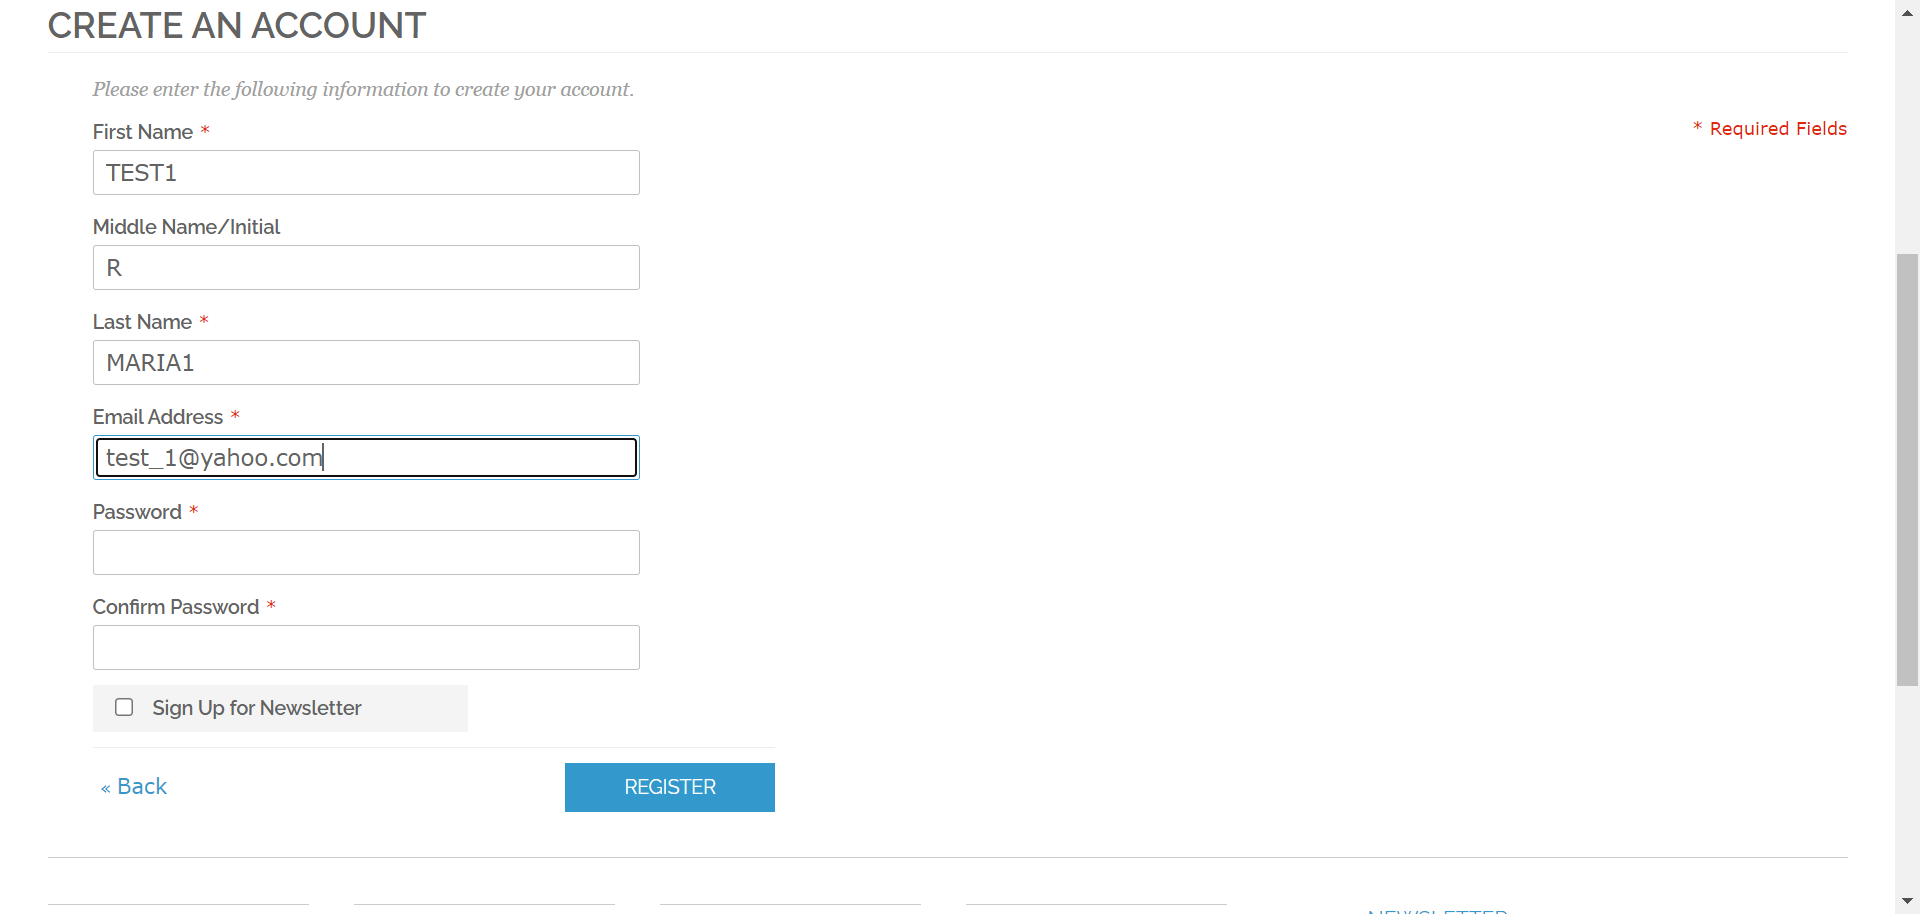 CREATE AN ACCOUNT
Please enter the following information to create your account.
* Required Fields
First Name *
TEST1
Middle Name/Initial
R
Last Name *
MARIA1
Email Address *
test_1@yahoo.com
Password *
Confirm Password *
Sign Up for Newsletter
« Back
REGISTER
NEWSLETTER